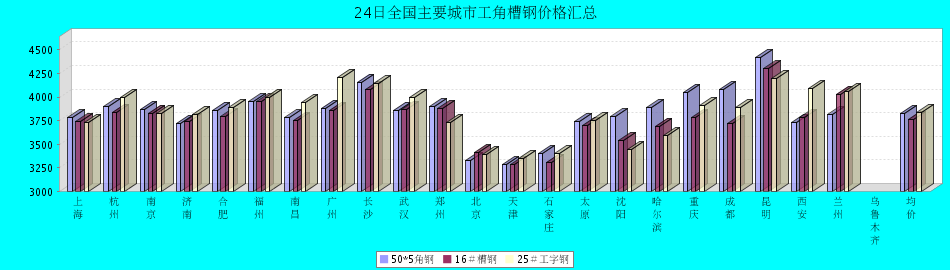 24日全国主要城市工角槽钢价格汇总
4500
4250
4000
3750
3500
3250
3000
上海
杭州
南京
济南
合肥
福州
南昌
广州
长沙
武汉
郑州
北京
天津
石家庄
太原
沈阳
哈尔滨
重庆
成都
昆明
西安
兰州
乌鲁木齐
均价
50*5角钢
16#槽钢
25#工字钢